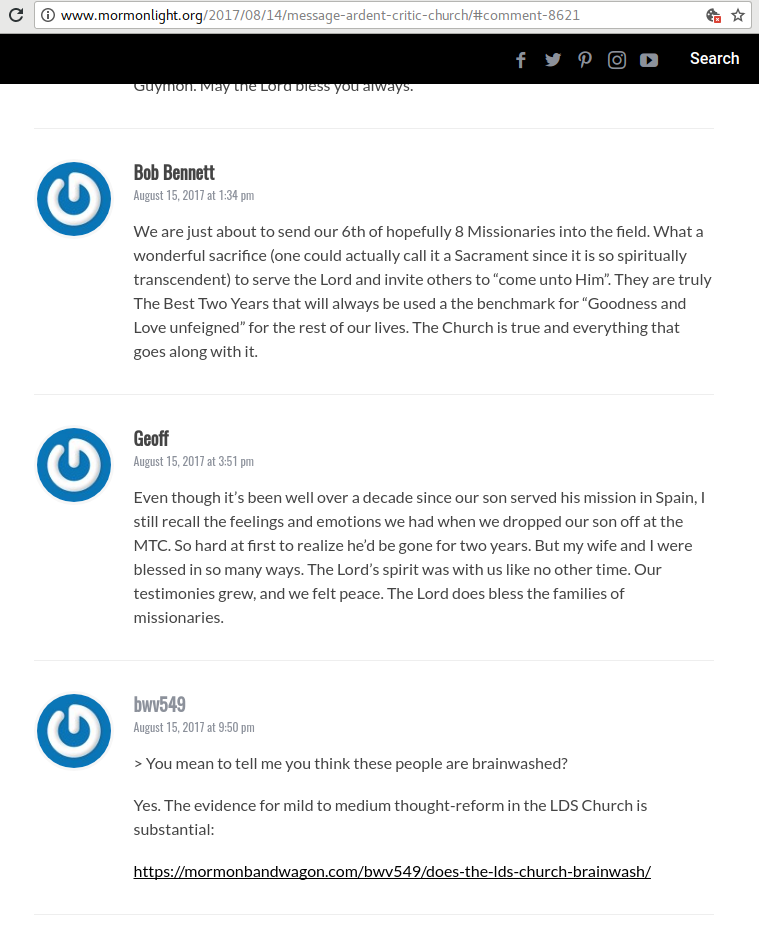 www.mormonlight.org/2017/08/14/message-ardent-critic-church/#comment-8621
Search
Guymon. May the Lord bless you always.
Bob Bennett
August 15, 2017 at 1:34 pm
We are just about to send our 6th of hopefully 8 Missionaries into the field. What a
wonderful sacrifice (one could actually call it a Sacrament since it is so spiritually
transcendent) to serve the Lord and invite others to “come unto Him”. They are truly
The Best Two Years that will always be used a the benchmark for “Goodness and
Love unfeigned” for the rest of our lives. The Church is true and everything that
goes along with it.
Geoff
August 15, 2017 at 3:51 pm
Even though it’s been well over a decade since our son served his mission in Spain, I
still recall the feelings and emotions we had when we dropped our son off at the
MTC. So hard at first to realize he’d be gone for two years. But my wife and I were
blessed in so many ways. The Lord’s spirit was with us like no other time. Our
testimonies grew, and we felt peace. The Lord does bless the families of
missionaries.
bwv549
August 15, 2017 at 9:50 pm
> You mean to tell me you think these people are brainwashed?
Yes. The evidence for mild to medium thought-reform in the LDS Church is
substantial:
https://mormonbandwagon.com/bwv549/does-the-lds-church-brainwash/